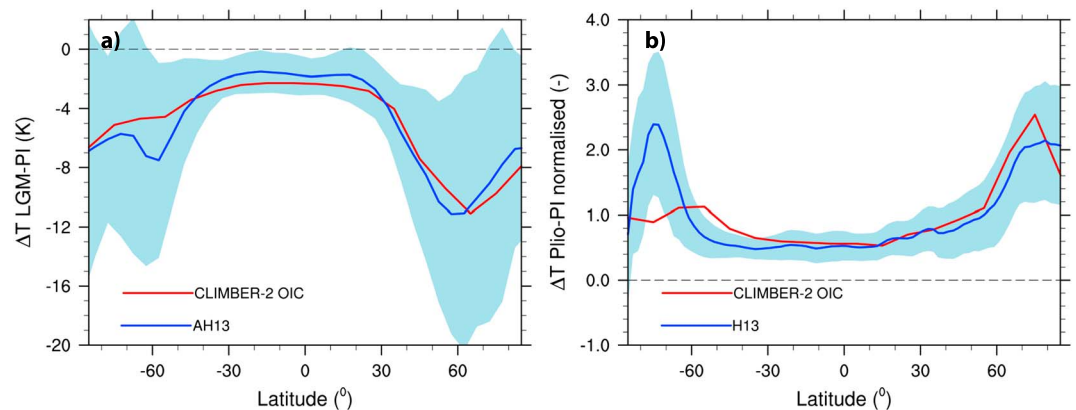 a)
0
-4
-8
-12
-16
-20
ΔT LGM-PI (K)
CLIMBER-2 OIC
AH13
-60
-30
0
30
60
Latitude (⁰)
b)
4.0
3.0
2.0
1.0
0.0
-1.0
ΔT Plio-PI normalised (-)
CLIMBER-2 OIC
H13
-60
-30
0
30
60
Latitude (⁰)